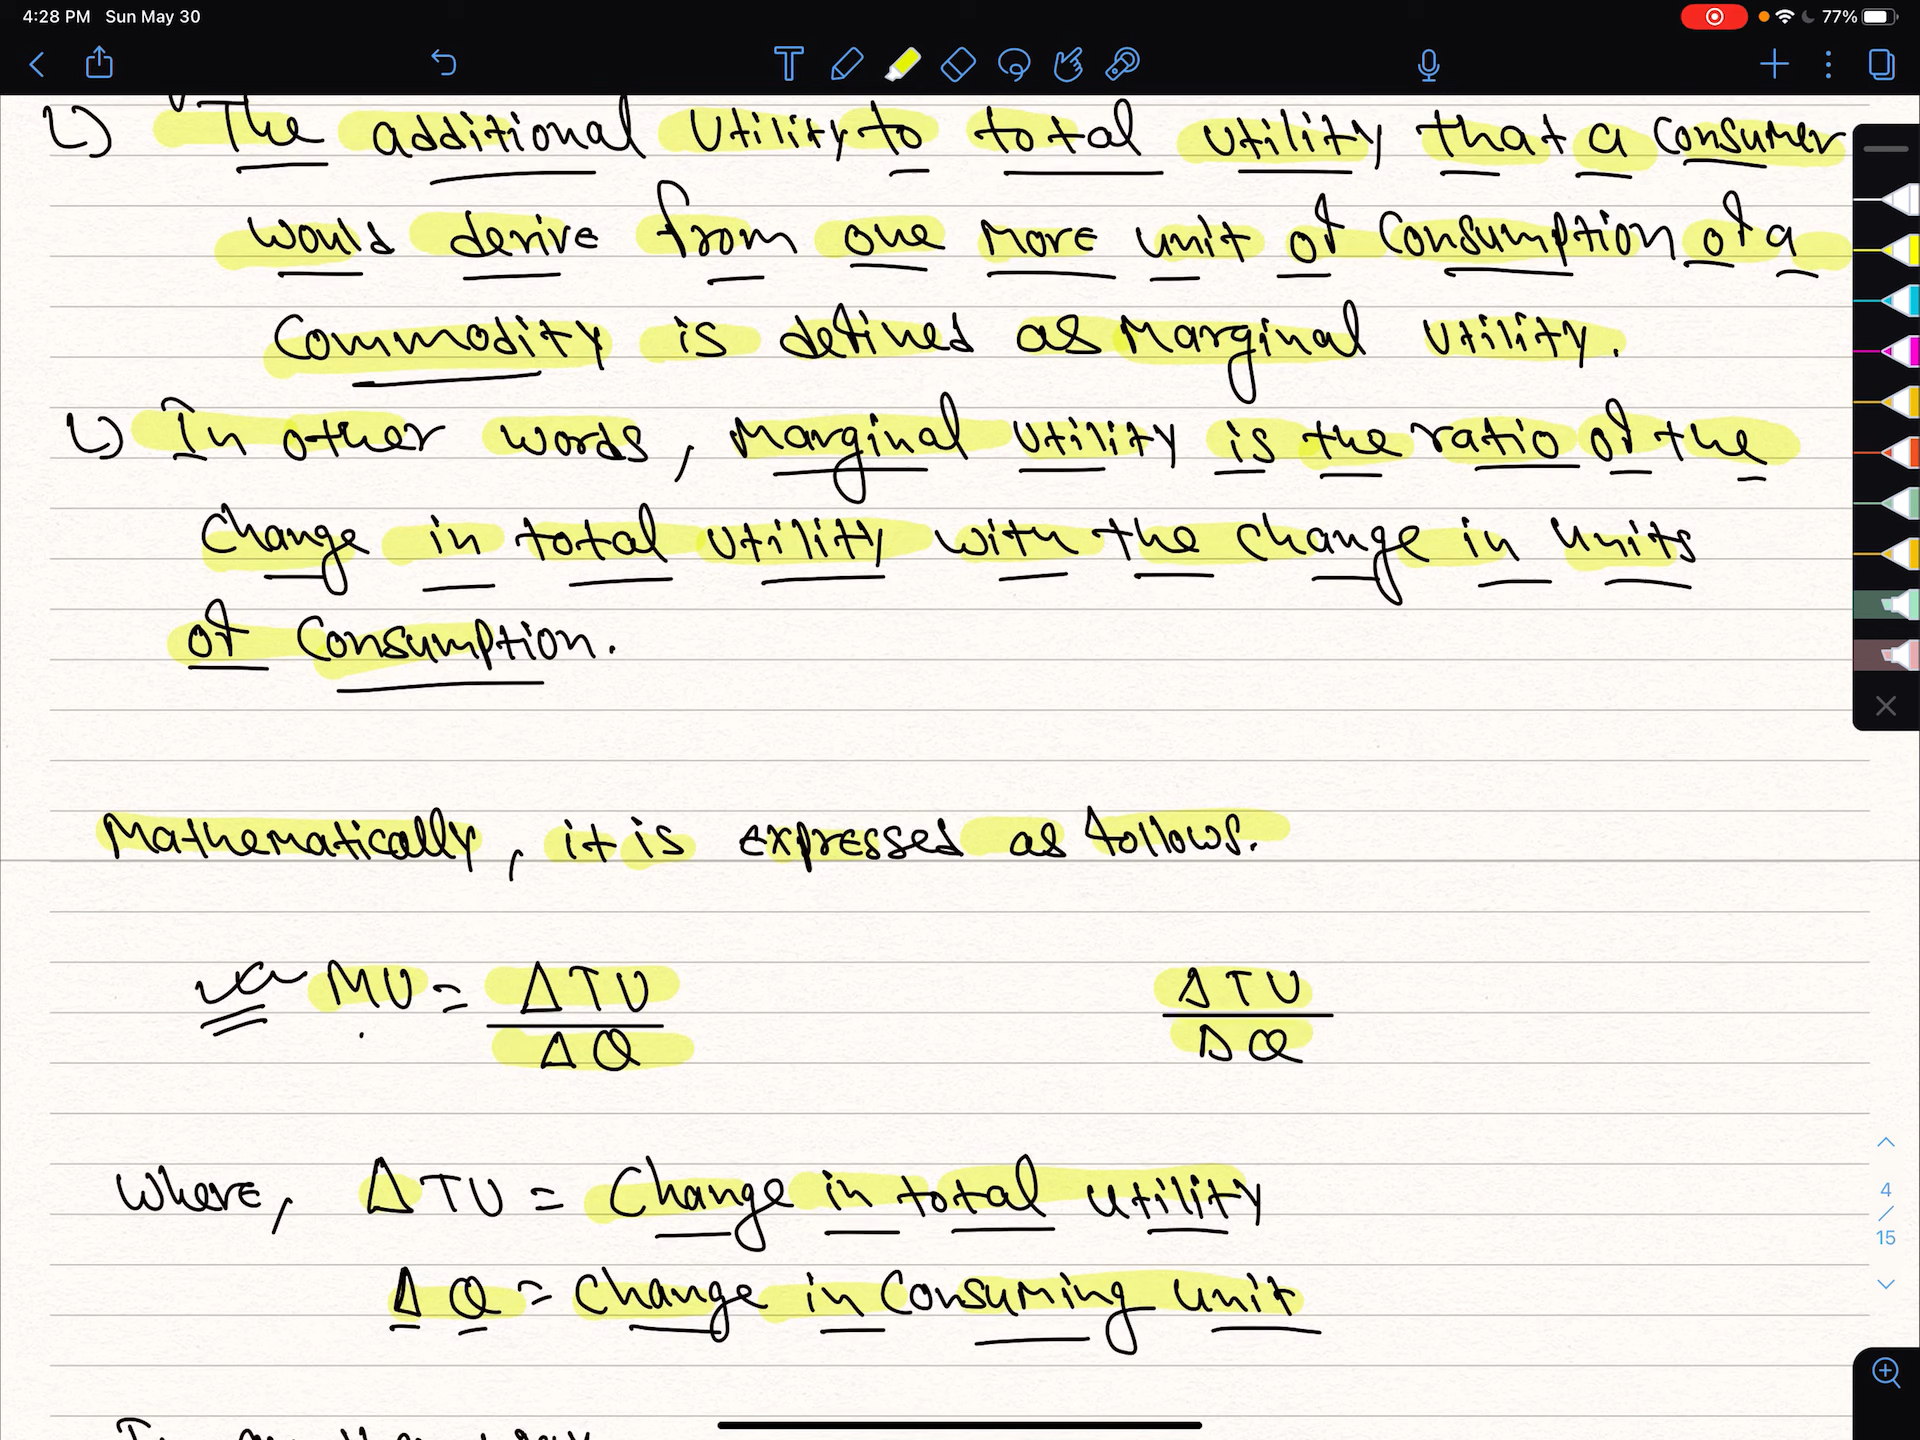 4:28 PM Sun May 30
77%
The additional Utility to total utility that a Consumer
would derive from one more unit of Consumption of a
Commodity is defined as Marginal Utility.
In other words, Marginal Utility is the ratio of the
change in total utility with the change in units
of Consumption.
Mathematically, it is expressed as follows.
MU = ΔTU ΔTU
ΔQ ΔQ
Where, ΔTU = Change in total utility
ΔQ = Change in Consuming unit
4
/
15